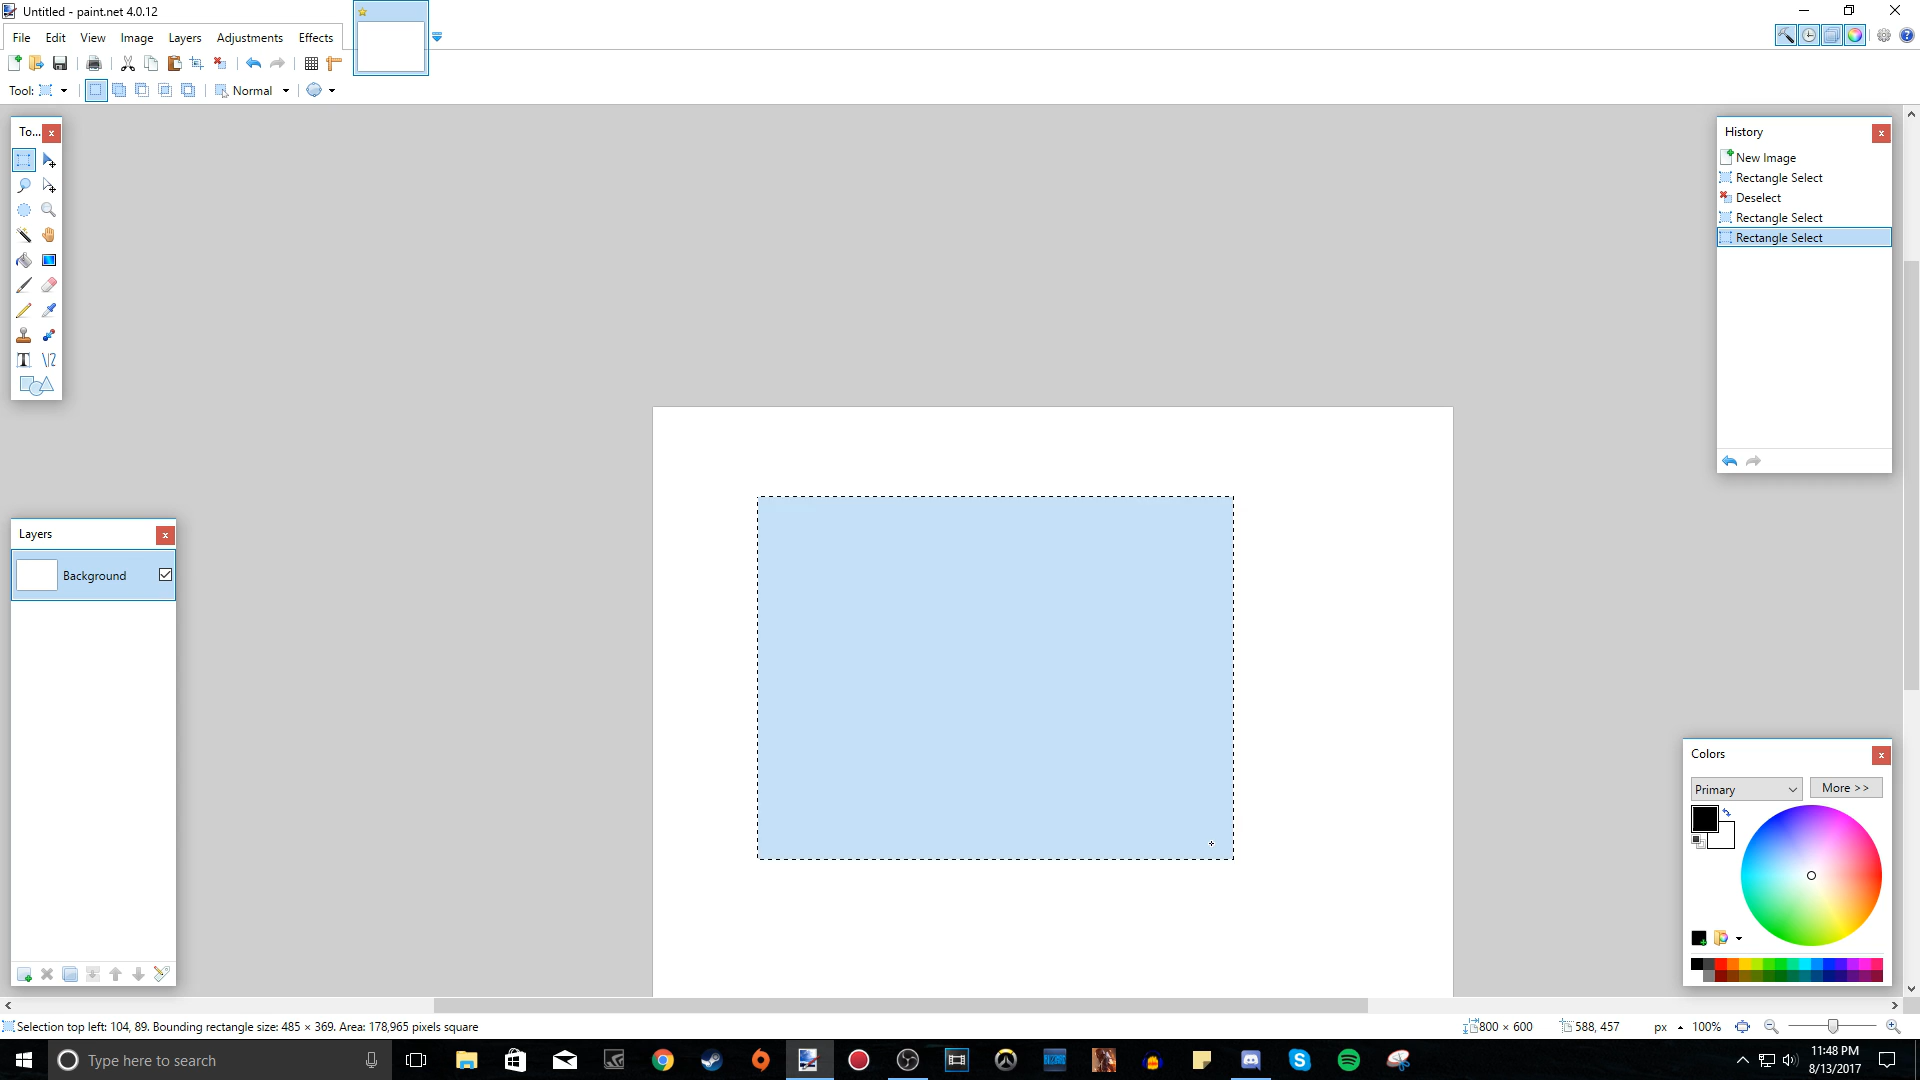 Untitled - paint.net 4.0.12
File Edit View Image Layers Adjustments Effects
Tool: Normal
To...
History
New Image
Rectangle Select
Deselect
Rectangle Select
Rectangle Select
Layers
Background
Colors
Primary More >>
Selection top left: 104, 89. Bounding rectangle size: 485 × 369. Area: 178,965 pixels square
800 × 600 588, 457 px 100%
Type here to search
11:48 PM
8/13/2017